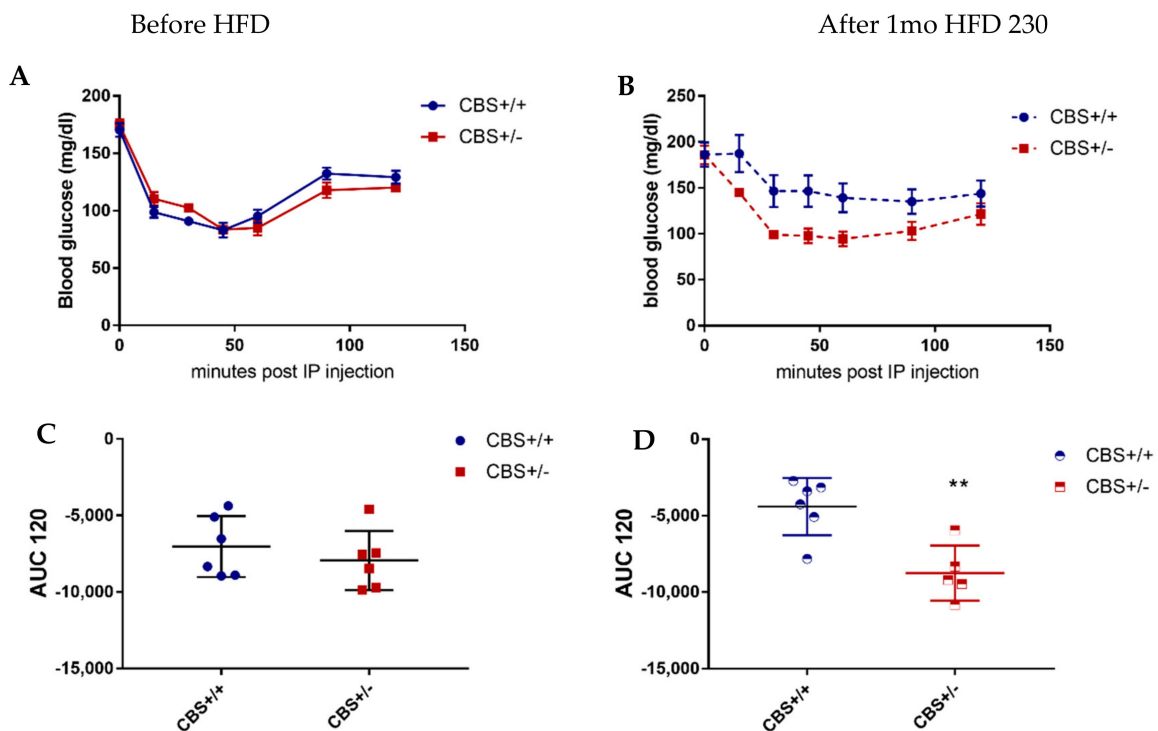 Before HFD
After 1mo HFD 230
A
200
150
100
50
0
0
50
100
150
Blood glucose (mg/dl)
minutes post IP injection
CBS+/+
CBS+/-
B
250
200
150
100
50
0
0
50
100
150
blood glucose (mg/dl)
minutes post IP injection
CBS+/+
CBS+/-
C
0
-5,000
-10,000
-15,000
AUC 120
CBS+/+
CBS+/-
CBS+/+
CBS+/-
D
0
-5,000
-10,000
-15,000
AUC 120
**
CBS+/+
CBS+/-
CBS+/+
CBS+/-